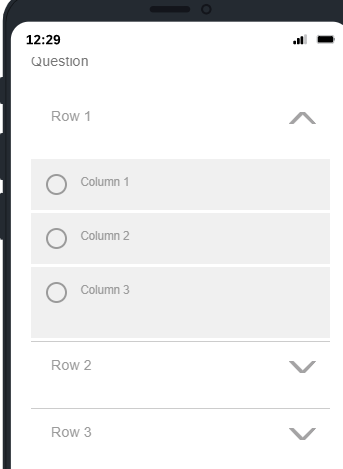 12:29
Question
Row 1
Column 1
Column 2
Column 3
Row 2
Row 3